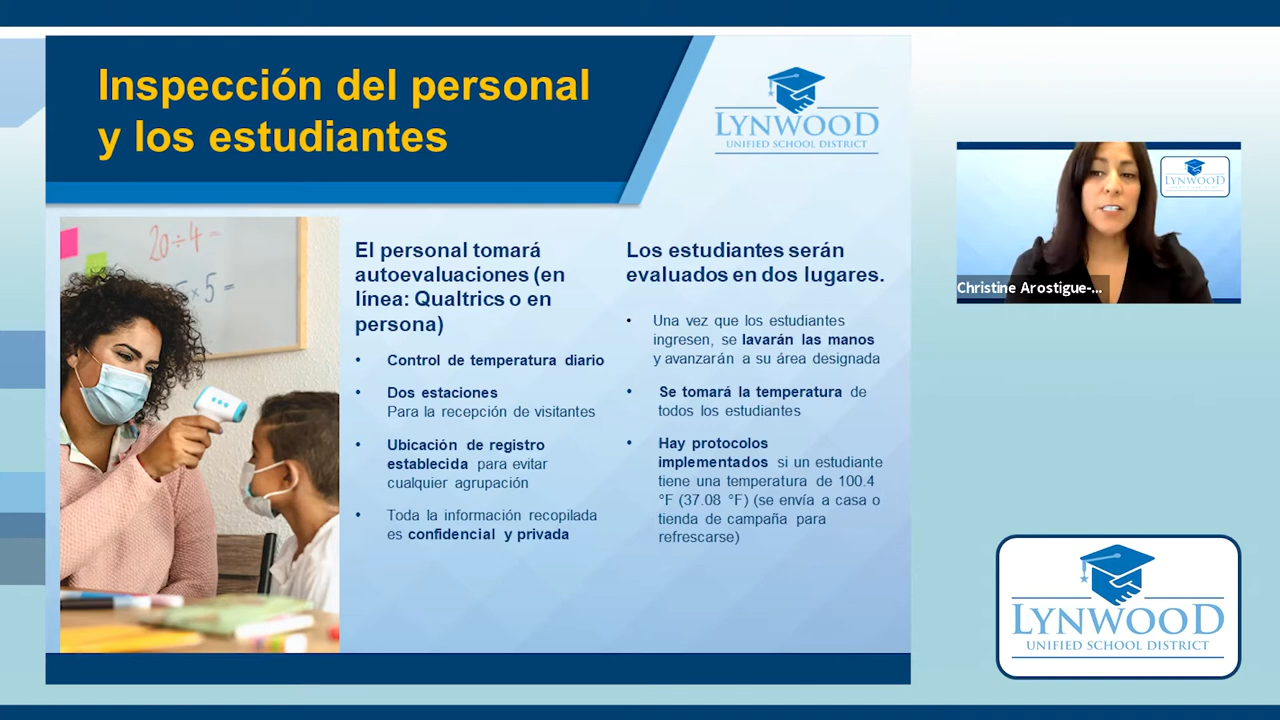 Inspección del personal
y los estudiantes
LYNWOOD
UNIFIED SCHOOL DISTRICT
20÷4 =
×5 =
El personal tomará
autoevaluaciones (en
línea: Qualtrics o en
persona)
• Control de temperatura diario
• Dos estaciones
Para la recepción de visitantes
• Ubicación de registro
establecida para evitar
cualquier agrupación
• Toda la información recopilada
es confidencial y privada
Los estudiantes serán
evaluados en dos lugares.
• Una vez que los estudiantes
ingresen, se lavarán las manos
y avanzarán a su área designada
• Se tomará la temperatura de
todos los estudiantes
• Hay protocolos
implementados si un estudiante
tiene una temperatura de 100.4
°F (37.08 °F) (se envía a casa o
tienda de campaña para
refrescarse)
LYNWOOD
Christine Arostigue-...
LYNWOOD
UNIFIED SCHOOL DISTRICT